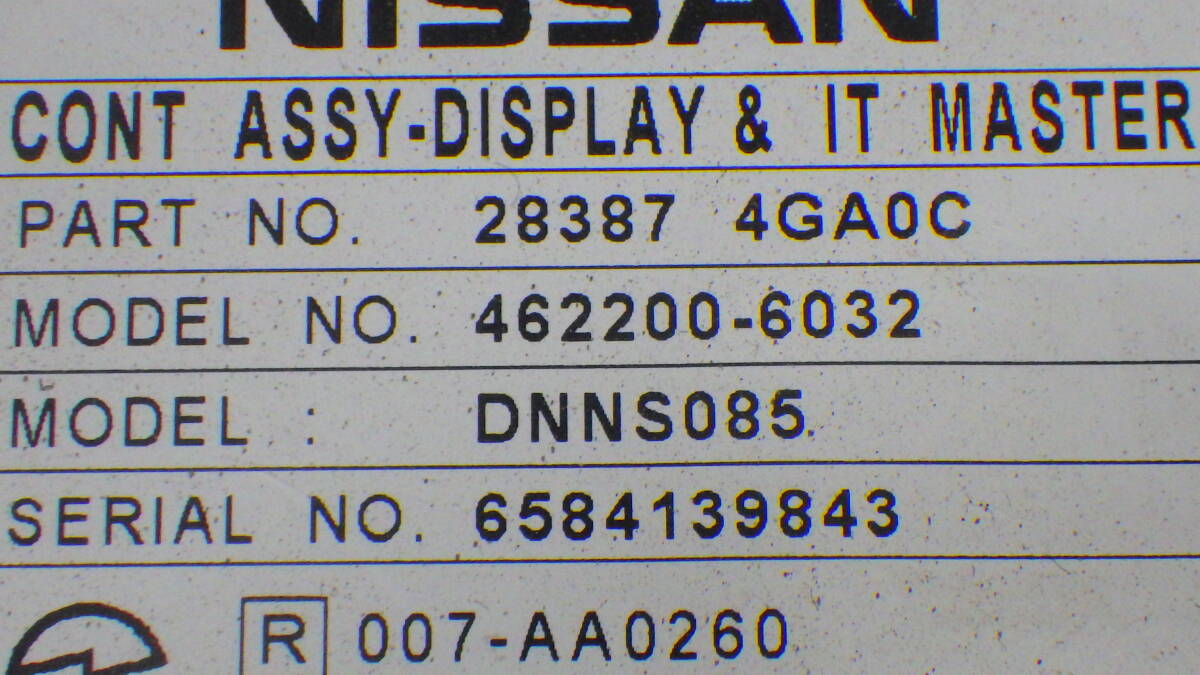 NISSAN
CONT ASSY-DISPLAY & IT MASTER
PART NO. 28387 4GA0C
MODEL NO. 462200-6032
MODEL : DNNS085
SERIAL NO. 6584139843
R 007-AA0260